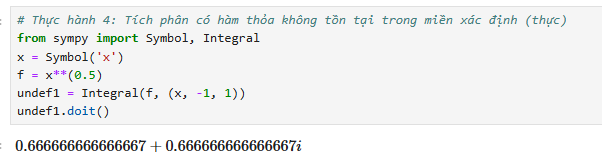 # Thực hành 4: Tích phân có hàm thỏa không tồn tại trong miền xác định (thực)
from sympy import Symbol, Integral
x = Symbol('x')
f = x**(0.5)
undef1 = Integral(f, (x, -1, 1))
undef1.doit()
0.666666666666667 + 0.666666666666667i